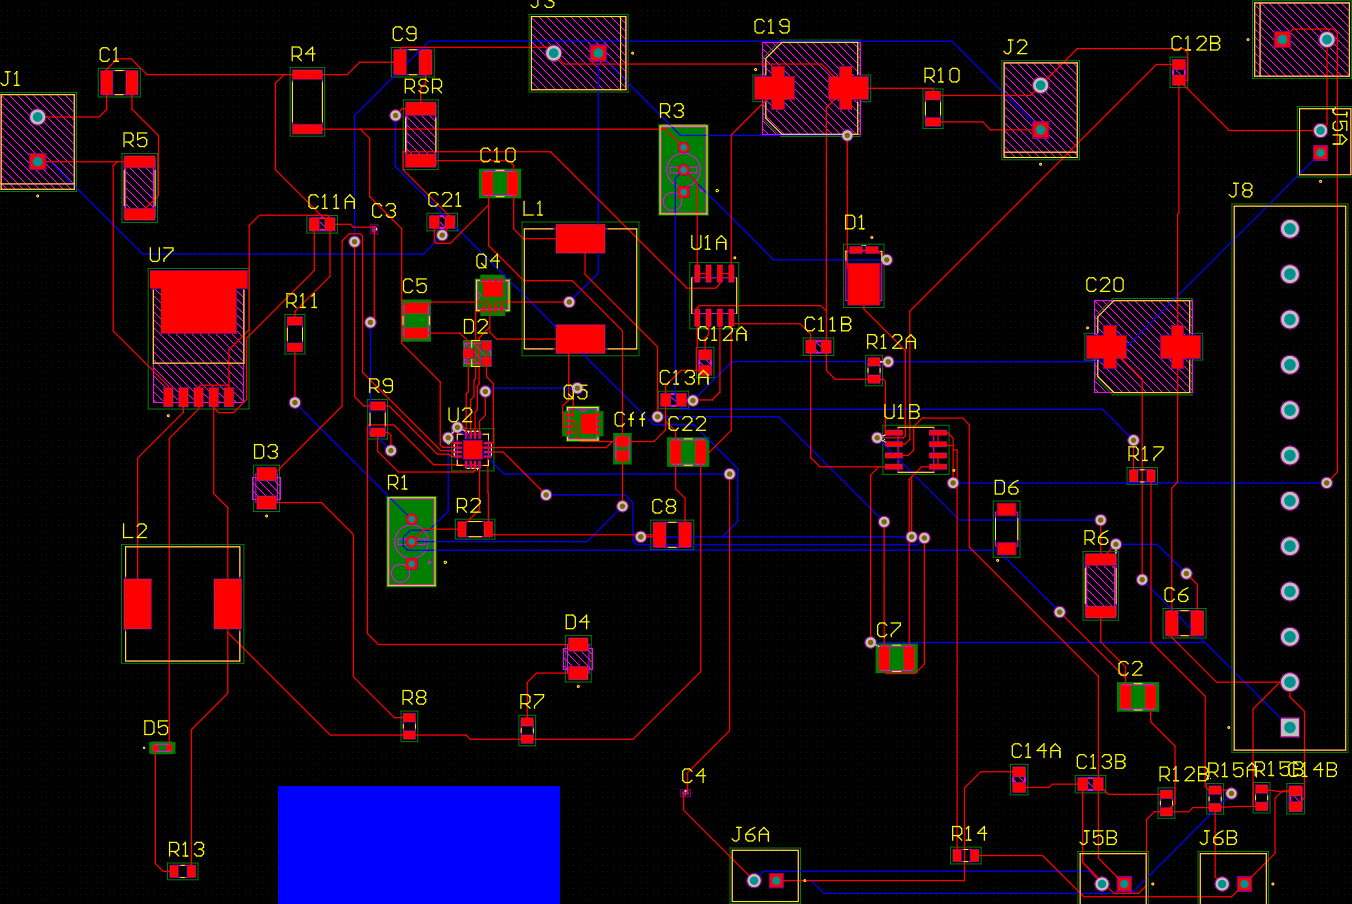 J3
C19
C9
J2
C12B
C1
R4
J1
R10
RSR
R3
J5A
R5
C10
J8
C11A
C3
C21
L1
D1
U1A
U7
Q4
C5
C20
R11
D2
C11B
C12A
R12A
C13A
R9
Q5
U2
Cff
C22
U1B
D3
R17
R1
D6
R2
C8
L2
R6
C6
D4
C7
C2
R8
R7
D5
C14A
C13B
R12B
R15A
R15B
C14B
C4
J6A
R14
J5B
J6B
R13